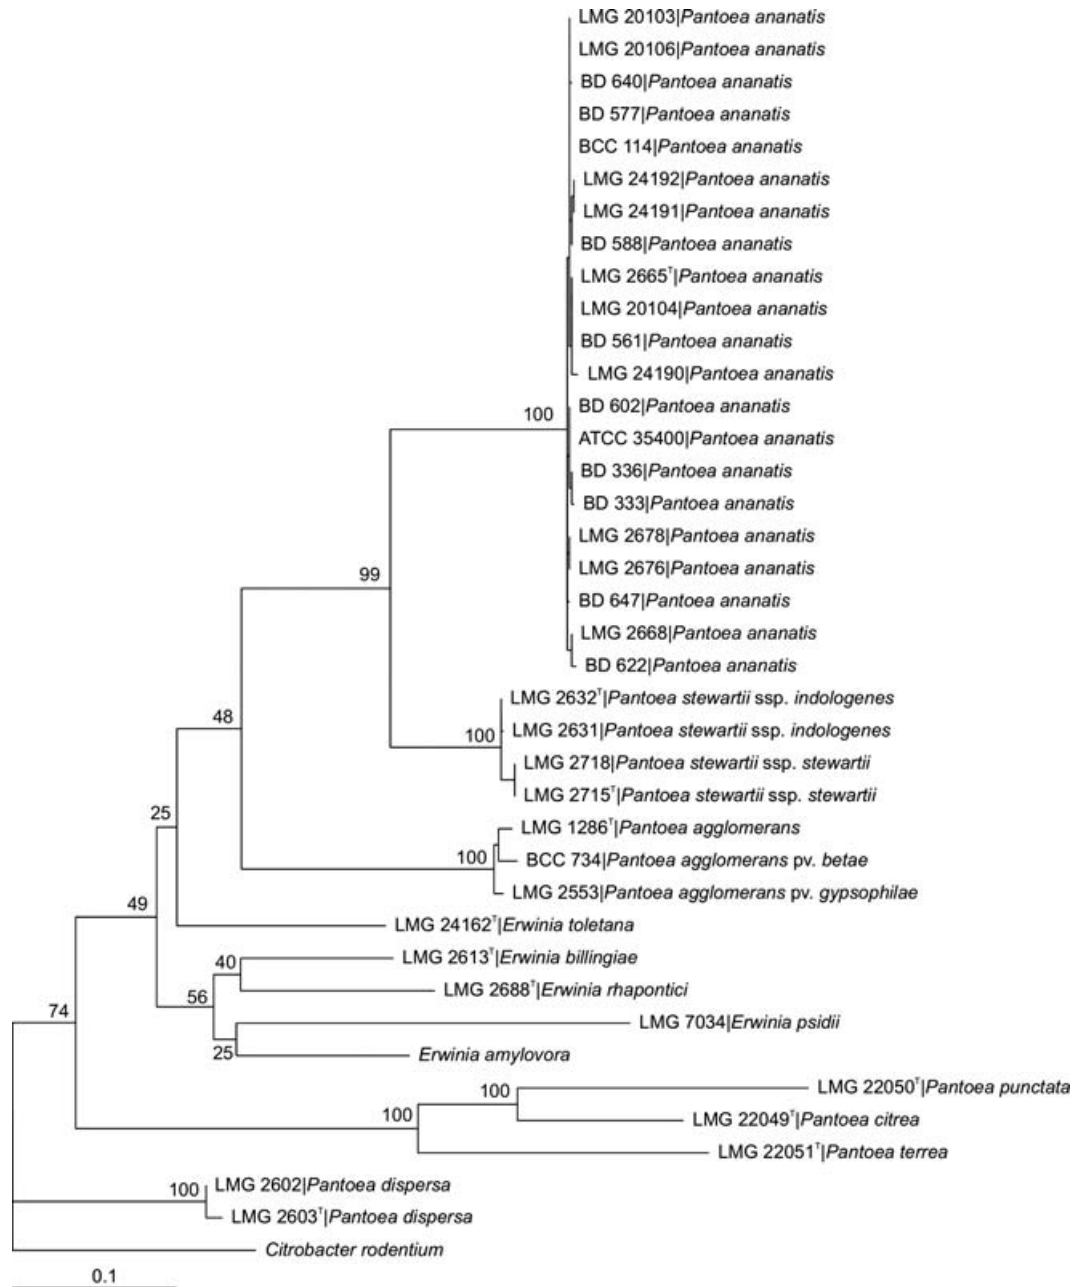 LMG 20103|Pantoea ananatis
LMG 20106|Pantoea ananatis
BD 640|Pantoea ananatis
BD 577|Pantoea ananatis
BCC 114|Pantoea ananatis
LMG 24192|Pantoea ananatis
LMG 24191|Pantoea ananatis
BD 588|Pantoea ananatis
LMG 2665ᵀ|Pantoea ananatis
LMG 20104|Pantoea ananatis
BD 561|Pantoea ananatis
LMG 24190|Pantoea ananatis
BD 602|Pantoea ananatis
100
ATCC 35400|Pantoea ananatis
BD 336|Pantoea ananatis
BD 333|Pantoea ananatis
LMG 2678|Pantoea ananatis
LMG 2676|Pantoea ananatis
99
BD 647|Pantoea ananatis
LMG 2668|Pantoea ananatis
BD 622|Pantoea ananatis
LMG 2632ᵀ|Pantoea stewartii ssp. indologenes
48
LMG 2631|Pantoea stewartii ssp. indologenes
100
LMG 2718|Pantoea stewartii ssp. stewartii
LMG 2715ᵀ|Pantoea stewartii ssp. stewartii
25
LMG 1286ᵀ|Pantoea agglomerans
100
BCC 734|Pantoea agglomerans pv. betae
LMG 2553|Pantoea agglomerans pv. gypsophilae
49
LMG 24162ᵀ|Erwinia toletana
LMG 2613ᵀ|Erwinia billingiae
40
LMG 2688ᵀ|Erwinia rhapontici
56
74
LMG 7034|Erwinia psidii
25
Erwinia amylovora
LMG 22050ᵀ|Pantoea punctata
100
100
LMG 22049ᵀ|Pantoea citrea
LMG 22051ᵀ|Pantoea terrea
100
LMG 2602|Pantoea dispersa
LMG 2603ᵀ|Pantoea dispersa
Citrobacter rodentium
0.1